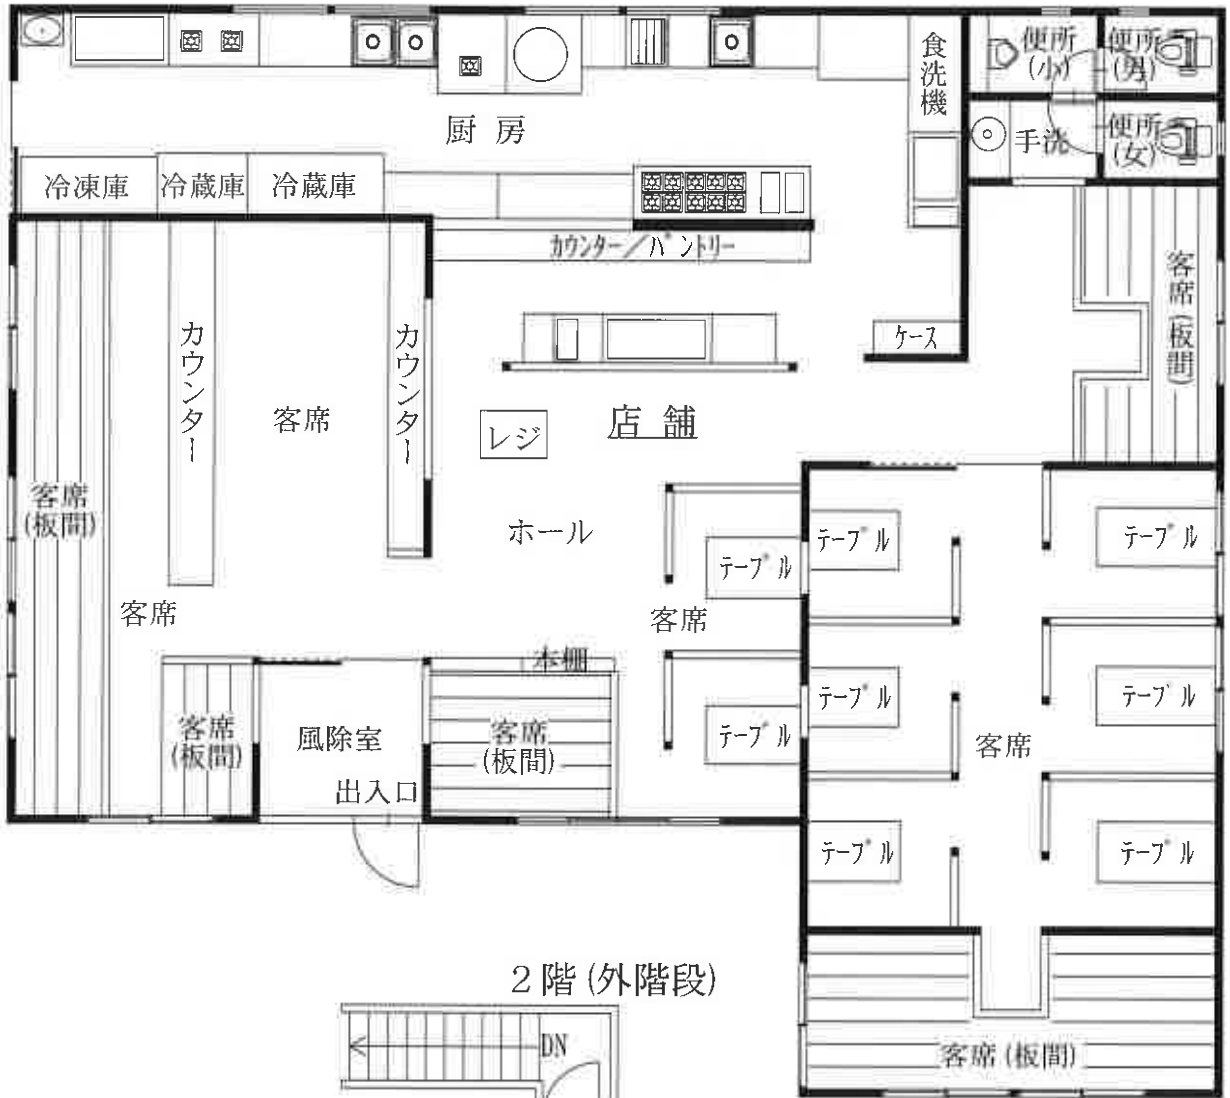 食洗機
便所
(小)
便所
(男)
手洗
便所
(女)
厨 房
冷凍庫
冷蔵庫
冷蔵庫
カウンター/パントリー
客席(板間)
カウンター
カウンター
客席
ケース
レジ
店 舗
客席
(板間)
ホール
テーブル
テーブル
テーブル
客席
客席
本棚
テーブル
テーブル
客席
(板間)
風除室
客席
(板間)
テーブル
客席
出入口
テーブル
テーブル
2階(外階段)
DN
客席(板間)